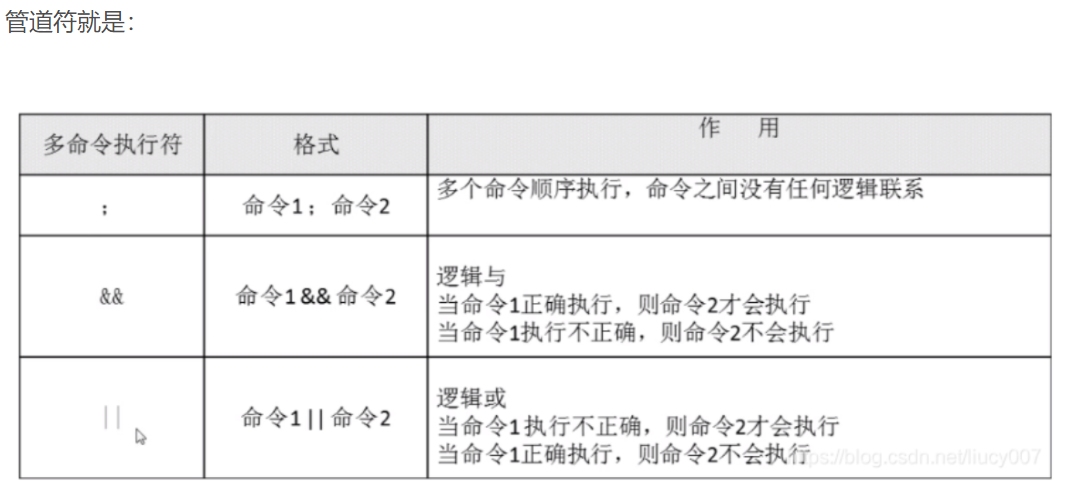 管道符就是:
多命令执行符 格式 作 用
; 命令1；命令2 多个命令顺序执行，命令之间没有任何逻辑联系
&& 命令1 && 命令2 逻辑与
当命令1正确执行，则命令2才会执行
当命令1执行不正确，则命令2不会执行
|| 命令1 || 命令2 逻辑或
当命令1执行不正确，则命令2才会执行
当命令1正确执行，则命令2不会执行
https://blog.csdn.net/liucy007